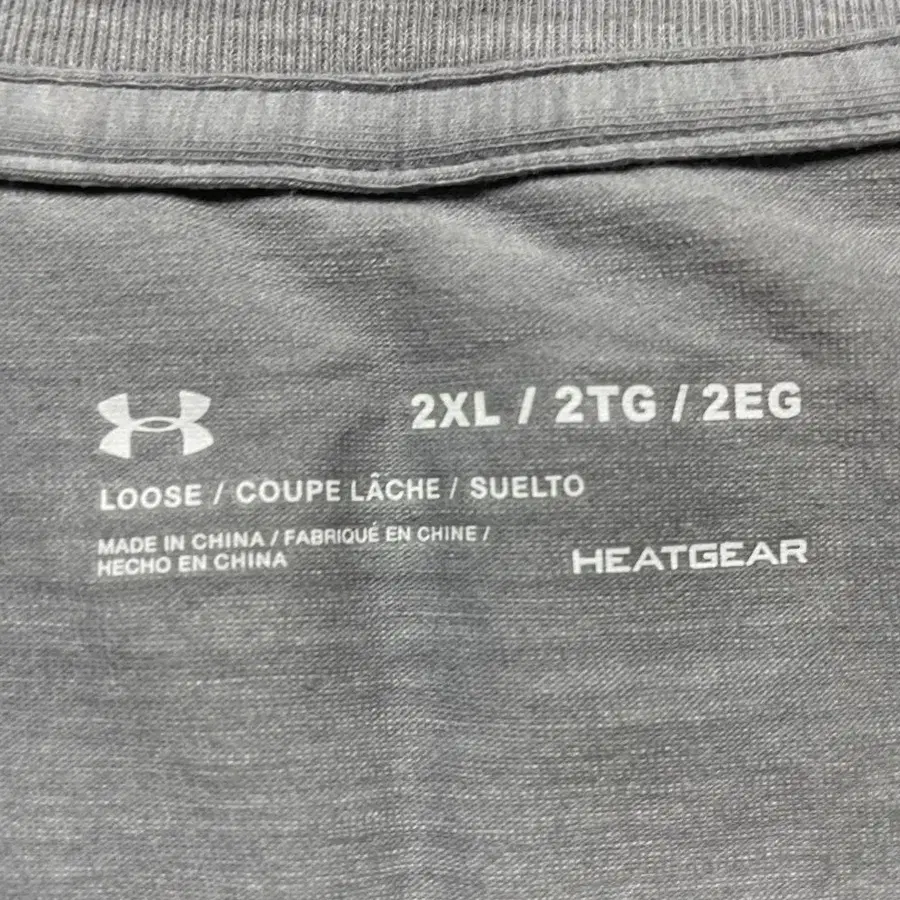 2XL / 2TG / 2EG
LOOSE / COUPE LÂCHE / SUELTO
MADE IN CHINA / FABRIQUÉ EN CHINE /
HECHO EN CHINA
HEATGEAR